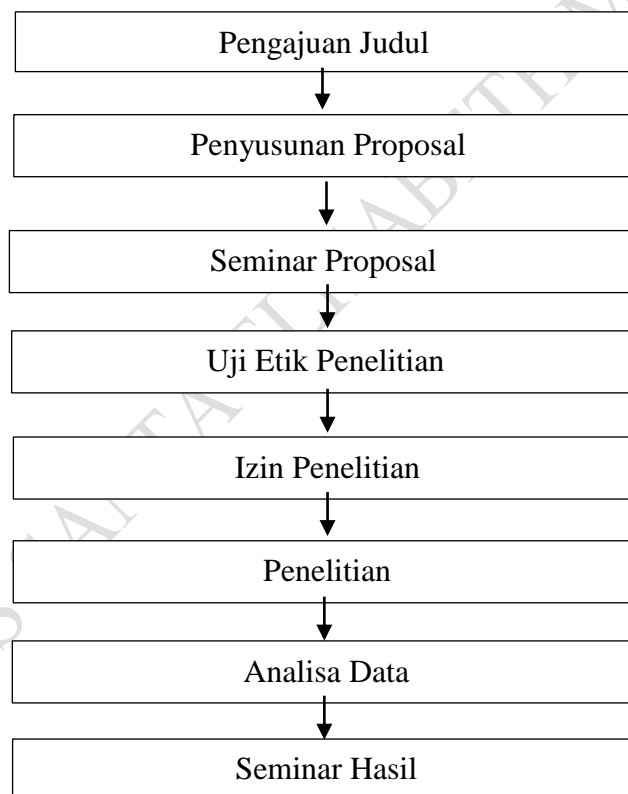 Pengajuan Judul
Penyusunan Proposal
Seminar Proposal
Uji Etik Penelitian
Izin Penelitian
Penelitian
Analisa Data
Seminar Hasil